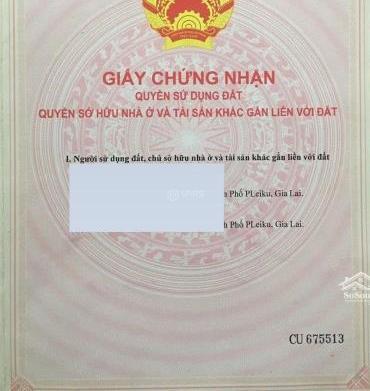 GIẤY CHỨNG NHẬN
QUYỀN SỬ DỤNG ĐẤT
QUYỀN SỞ HỮU NHÀ Ở VÀ TÀI SẢN KHÁC GẮN LIỀN VỚI ĐẤT
I. Người sử dụng đất, chủ sở hữu nhà ở và tài sản khác gắn liền với đất
Phố PLeiku, Gia Lai.
Phố PLeiku, Gia Lai.
CU 675513